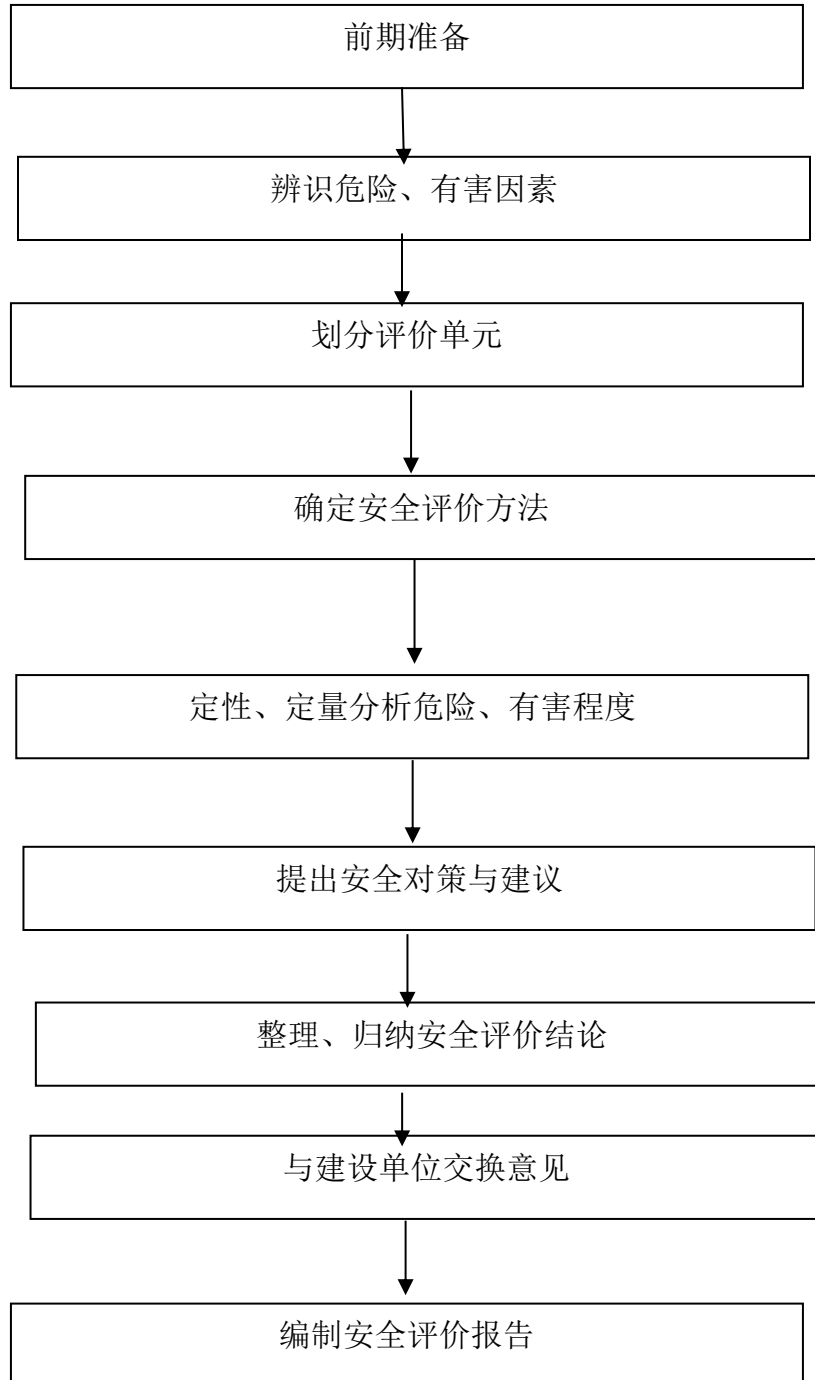 前期准备
辨识危险、有害因素
划分评价单元
确定安全评价方法
定性、定量分析危险、有害程度
提出安全对策与建议
整理、归纳安全评价结论
与建设单位交换意见
编制安全评价报告